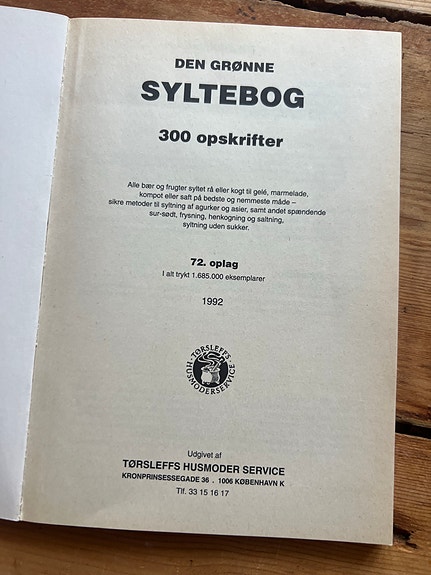 DEN GRØNNE
SYLTEBOG
300 opskrifter
Alle bær og frugter syltet rå eller kogt til gelé, marmelade,
kompot eller saft på bedste og nemmeste måde –
sikre metoder til syltning af agurker og asier, samt andet spændende
sur-sødt, frysning, henkogning og saltning,
syltning uden sukker.
72. oplag
I alt trykt 1.685.000 eksemplarer
1992
· TØRSLEFFS ·
HUSMODERSERVICE
Udgivet af
TØRSLEFFS HUSMODER SERVICE
KRONPRINSESSEGADE 36 . 1006 KØBENHAVN K
Tlf. 33 15 16 17